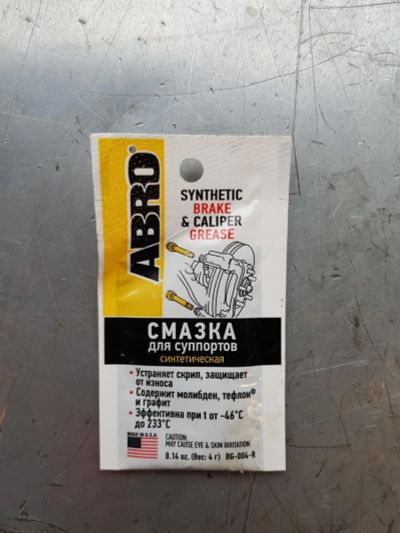 ABRO®
SYNTHETIC
BRAKE
& CALIPER
GREASE
СМАЗКА
для суппортов
синтетическая
• Устраняет скрип, защищает
от износа
• Содержит молибден, тефлон®
и графит
• Эффективна при t от -46°C
до 233°C
MADE IN U.S.A.
CAUTION:
MAY CAUSE EYE & SKIN IRRITATION.
0.14 oz. (Вес: 4 г) BG-004-R